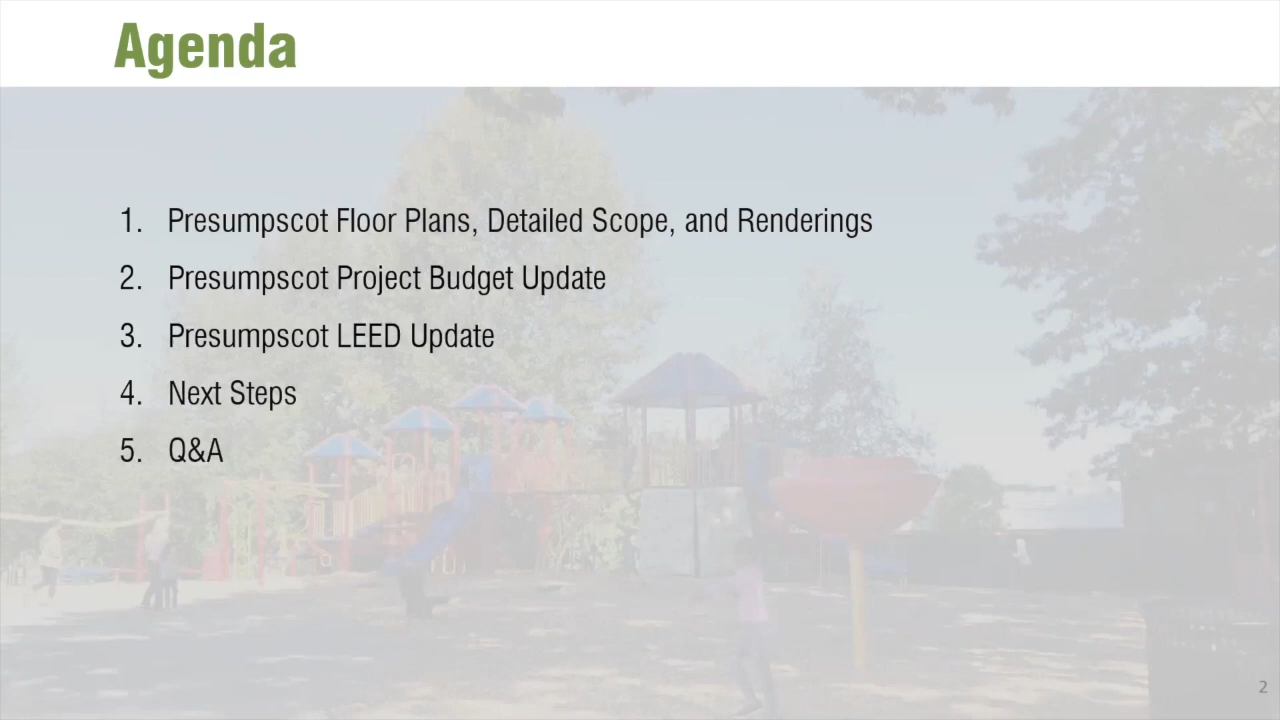 Agenda
1. Presumpscot Floor Plans, Detailed Scope, and Renderings
2. Presumpscot Project Budget Update
3. Presumpscot LEED Update
4. Next Steps
5. Q&A
2